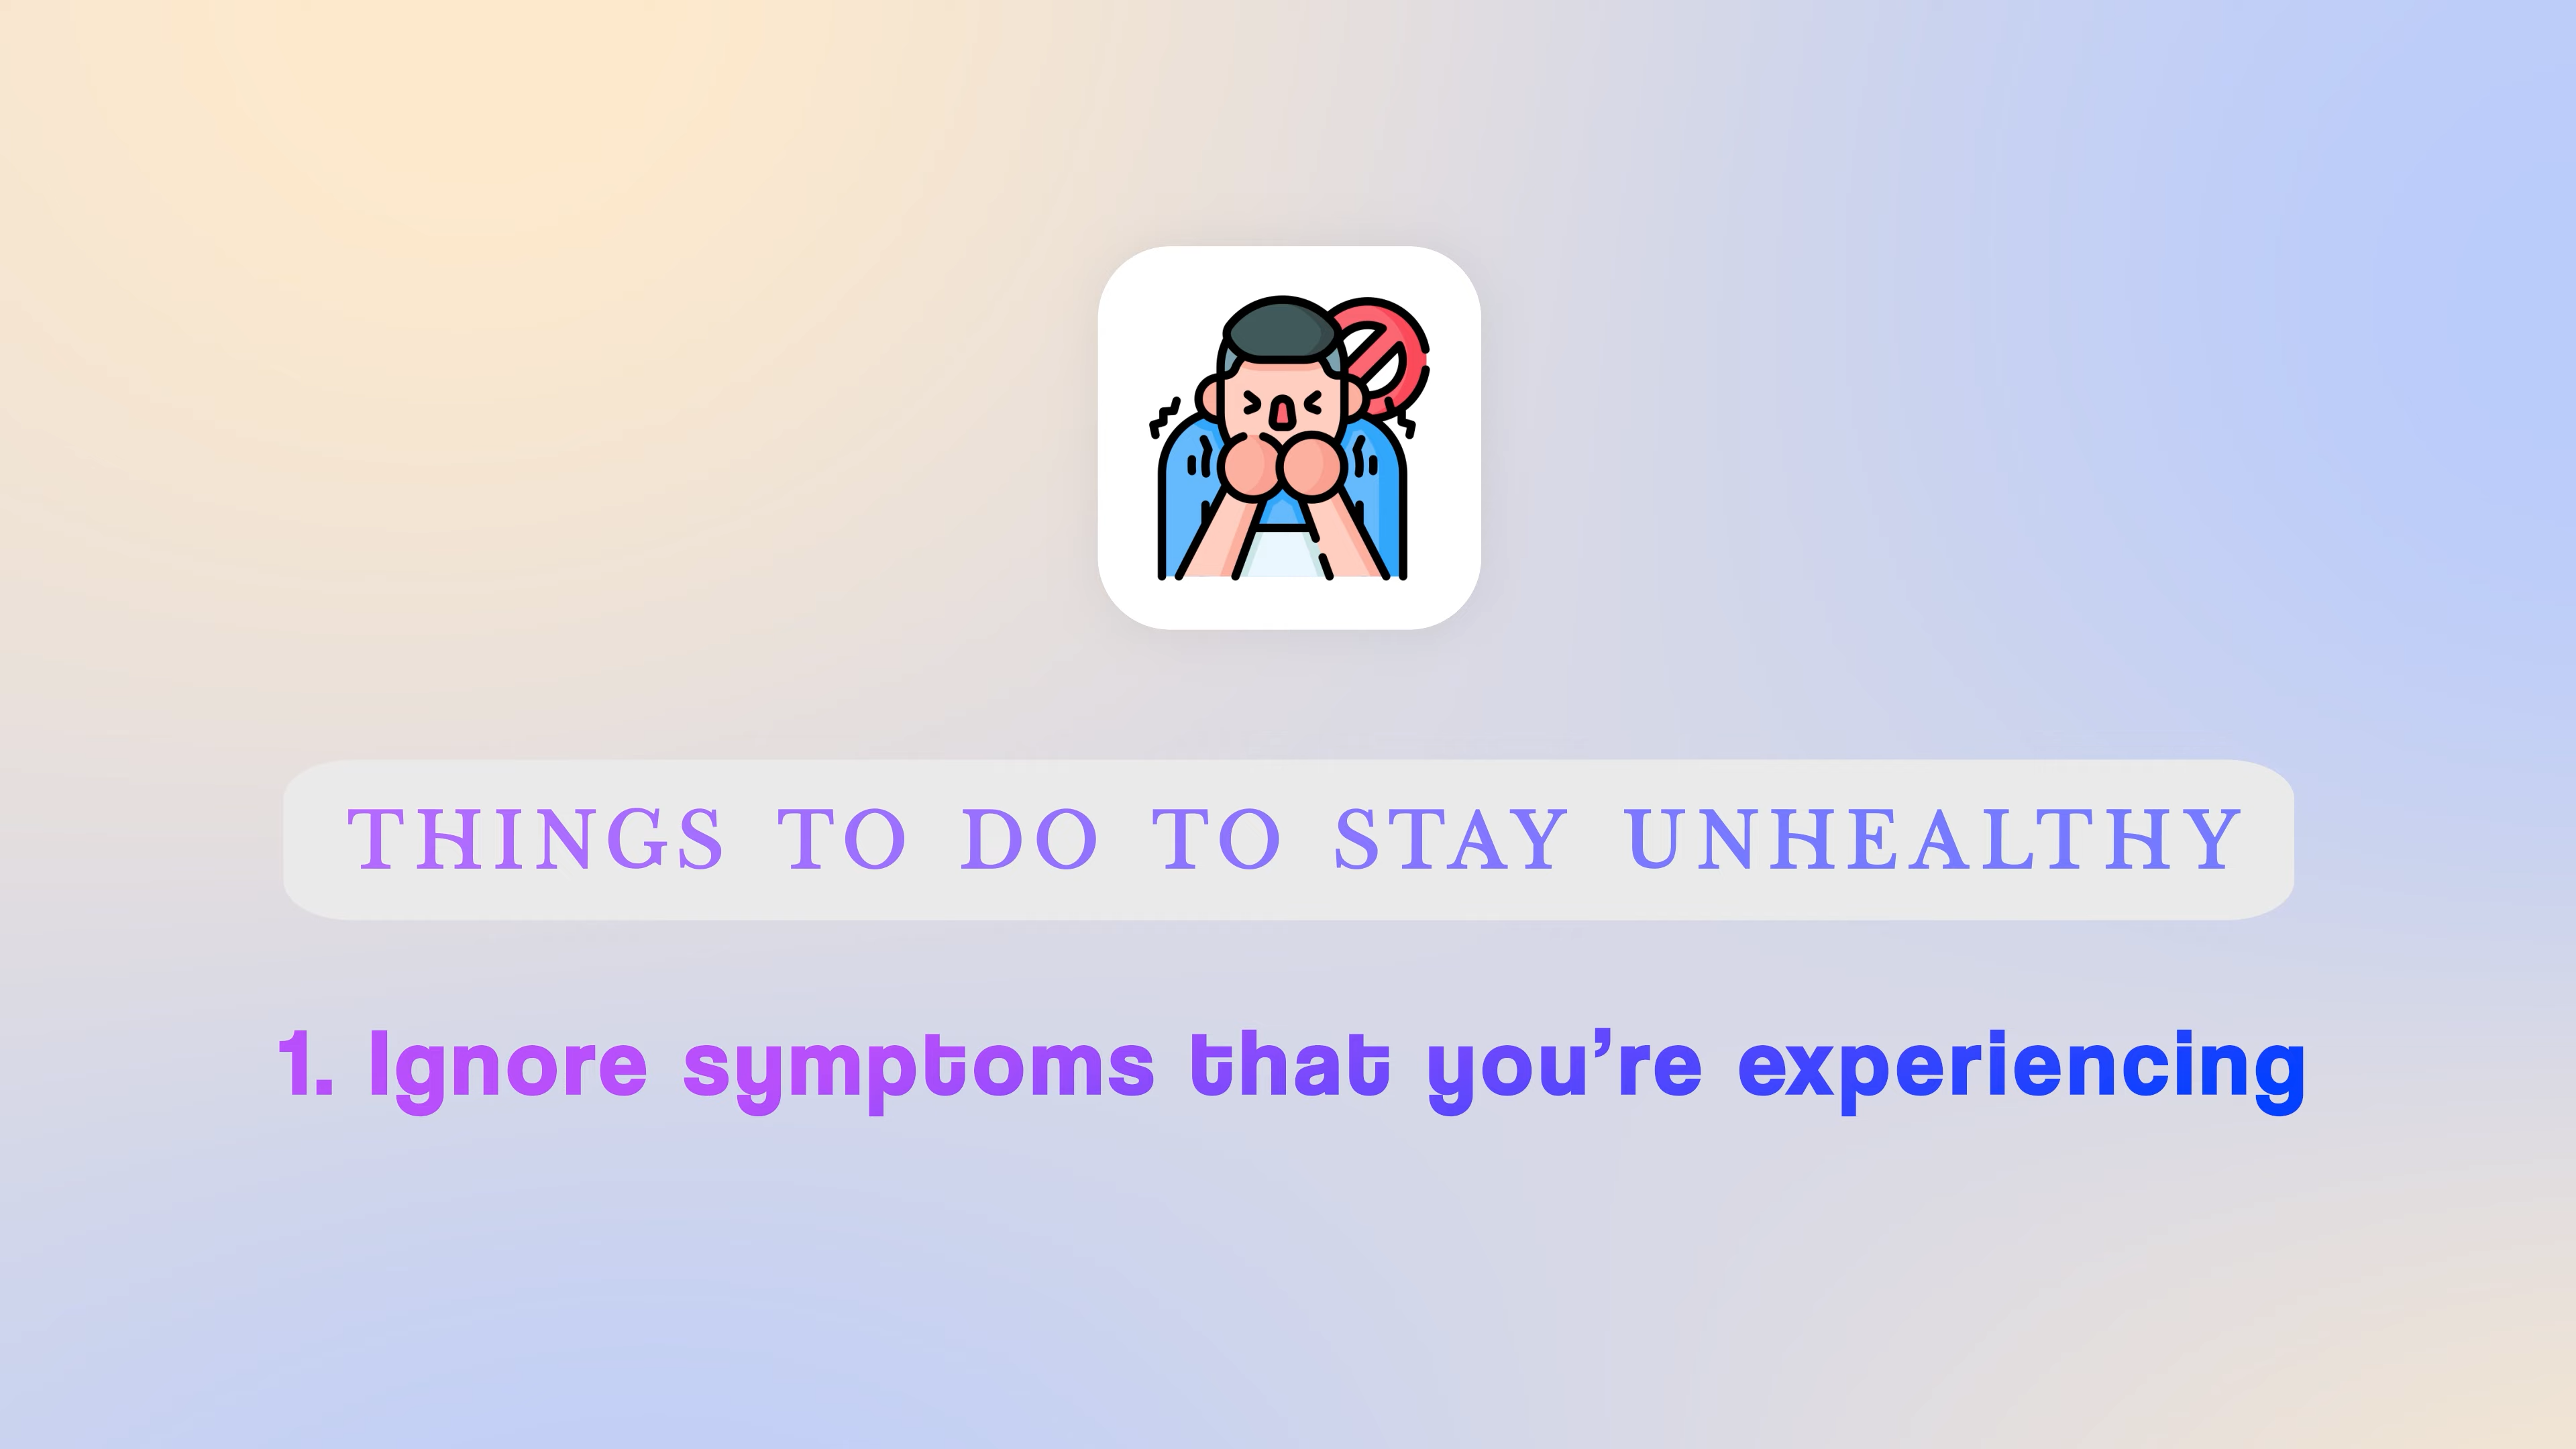 THINGS TO DO TO STAY UNHEALTHY
1. Ignore symptoms that you’re experiencing